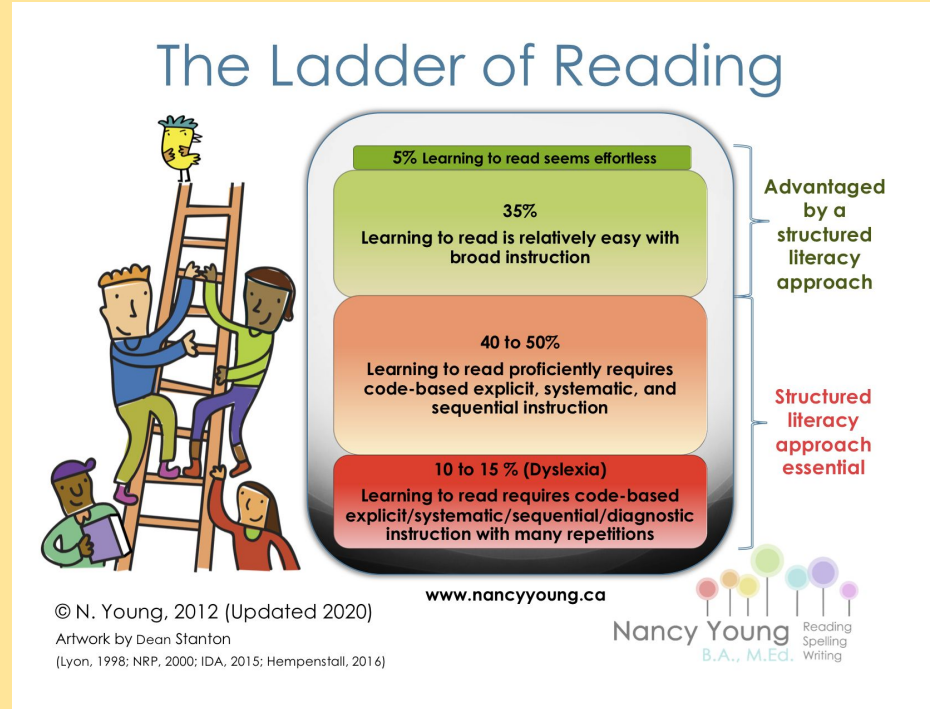 The Ladder of Reading
5% Learning to read seems effortless
35%
Learning to read is relatively easy with
broad instruction
Advantaged
by a
structured
literacy
approach
40 to 50%
Learning to read proficiently requires
code-based explicit, systematic, and
sequential instruction
Structured
literacy
approach
essential
10 to 15 % (Dyslexia)
Learning to read requires code-based
explicit/systematic/sequential/diagnostic
instruction with many repetitions
www.nancyyoung.ca
© N. Young, 2012 (Updated 2020)
Artwork by Dean Stanton
(Lyon, 1998; NRP, 2000; IDA, 2015; Hempenstall, 2016)
Nancy Young
B.A., M.Ed.
Reading
Spelling
Writing